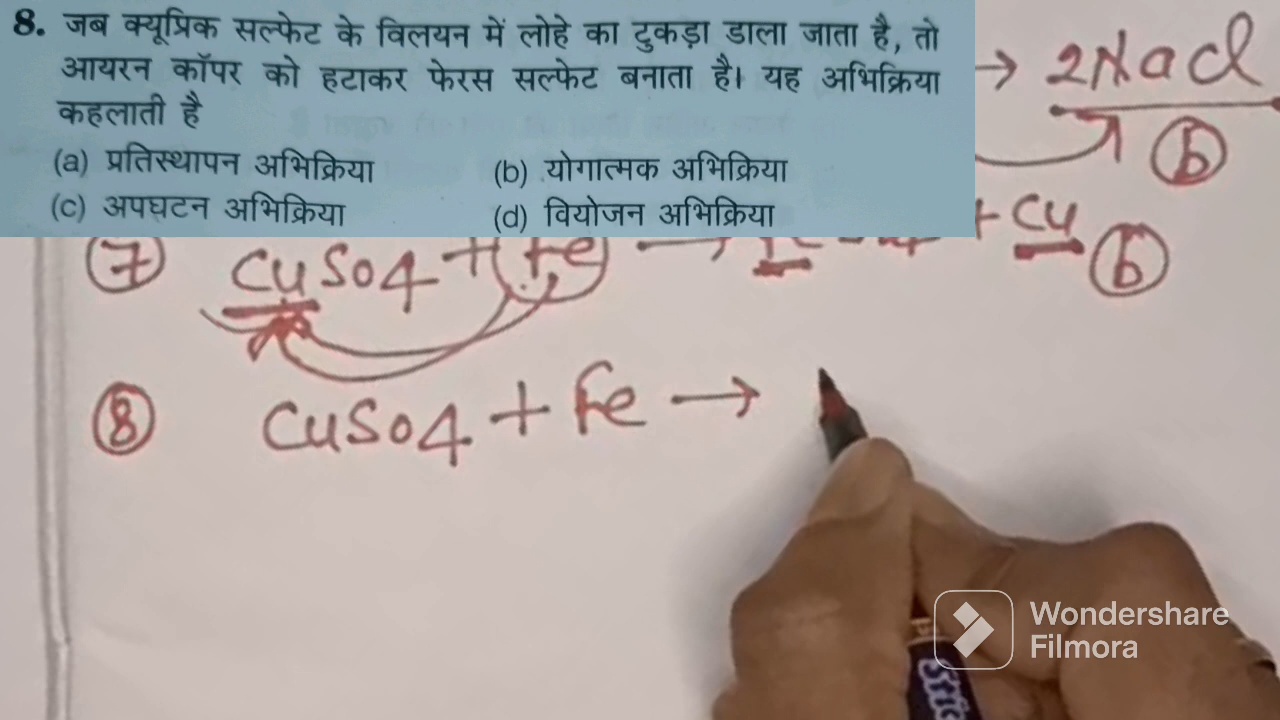 8. जब क्यूप्रिक सल्फेट के विलयन में लोहे का टुकड़ा डाला जाता है, तो
आयरन कॉपर को हटाकर फेरस सल्फेट बनाता है। यह अभिक्रिया
कहलाती है
(a) प्रतिस्थापन अभिक्रिया (b) योगात्मक अभिक्रिया
(c) अपघटन अभिक्रिया (d) वियोजन अभिक्रिया
→ 2NaCl
(b)
(7) CuSO4 + (Fe) → + Cu (b)
(8) CuSO4 + Fe →
Wondershare
Filmora